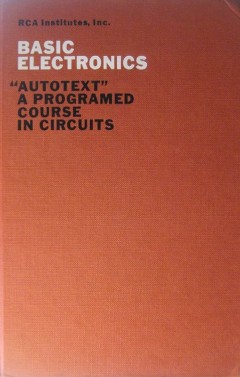 RCA Institutes, Inc.
BASIC
ELECTRONICS
"AUTOTEXT"
A PROGRAMED
COURSE
IN CIRCUITS